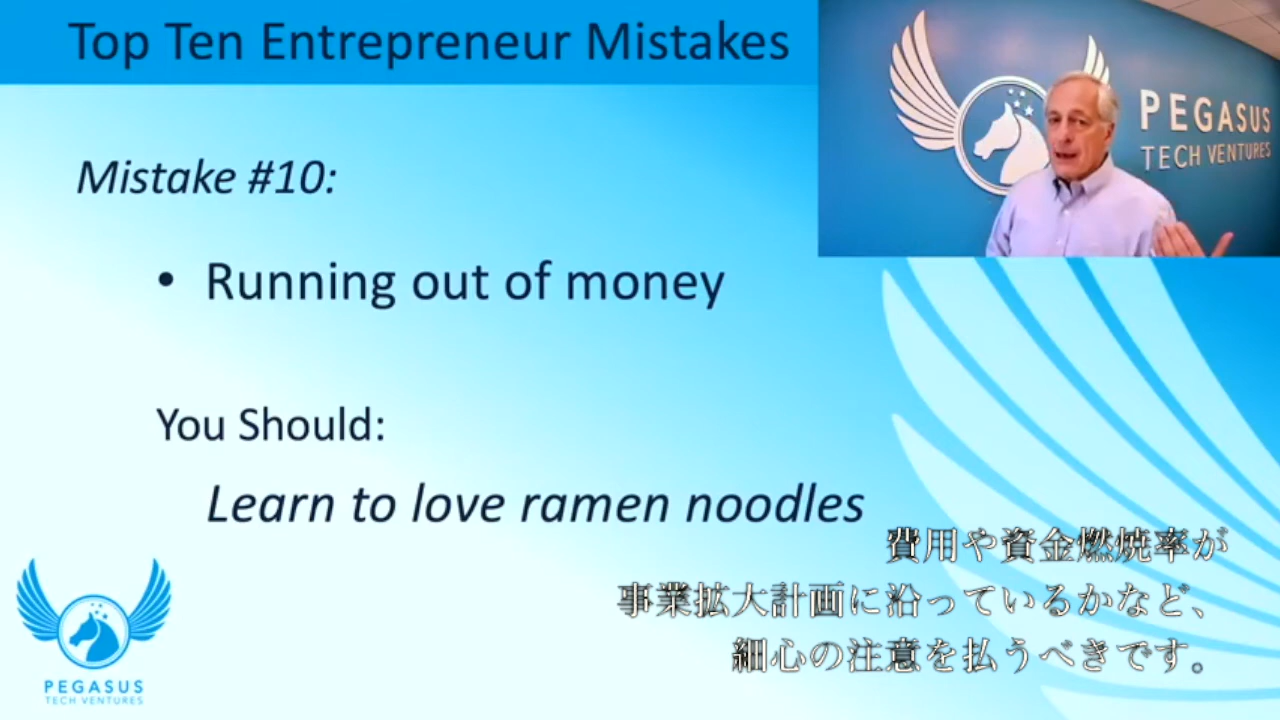 Top Ten Entrepreneur Mistakes
PEGASUS
TECH VENTURES
Mistake #10:
• Running out of money
You Should:
Learn to love ramen noodles
費用や資金燃焼率が
事業拡大計画に沿っているかなど、
細心の注意を払うべきです。
PEGASUS
TECH VENTURES